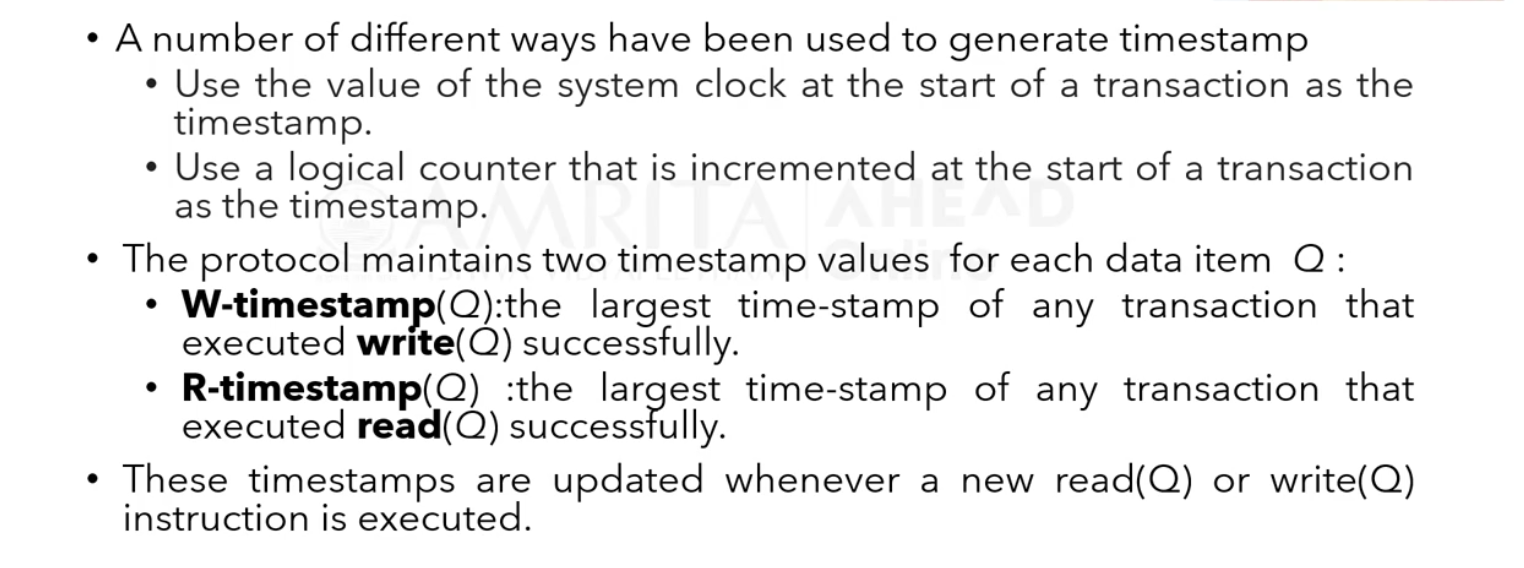 • A number of different ways have been used to generate timestamp
• Use the value of the system clock at the start of a transaction as the
timestamp.
• Use a logical counter that is incremented at the start of a transaction
as the timestamp.
AMRITA AHEAD
Online
• The protocol maintains two timestamp values for each data item Q :
• W-timestamp(Q):the largest time-stamp of any transaction that
executed write(Q) successfully.
• R-timestamp(Q) :the largest time-stamp of any transaction that
executed read(Q) successfully.
• These timestamps are updated whenever a new read(Q) or write(Q)
instruction is executed.